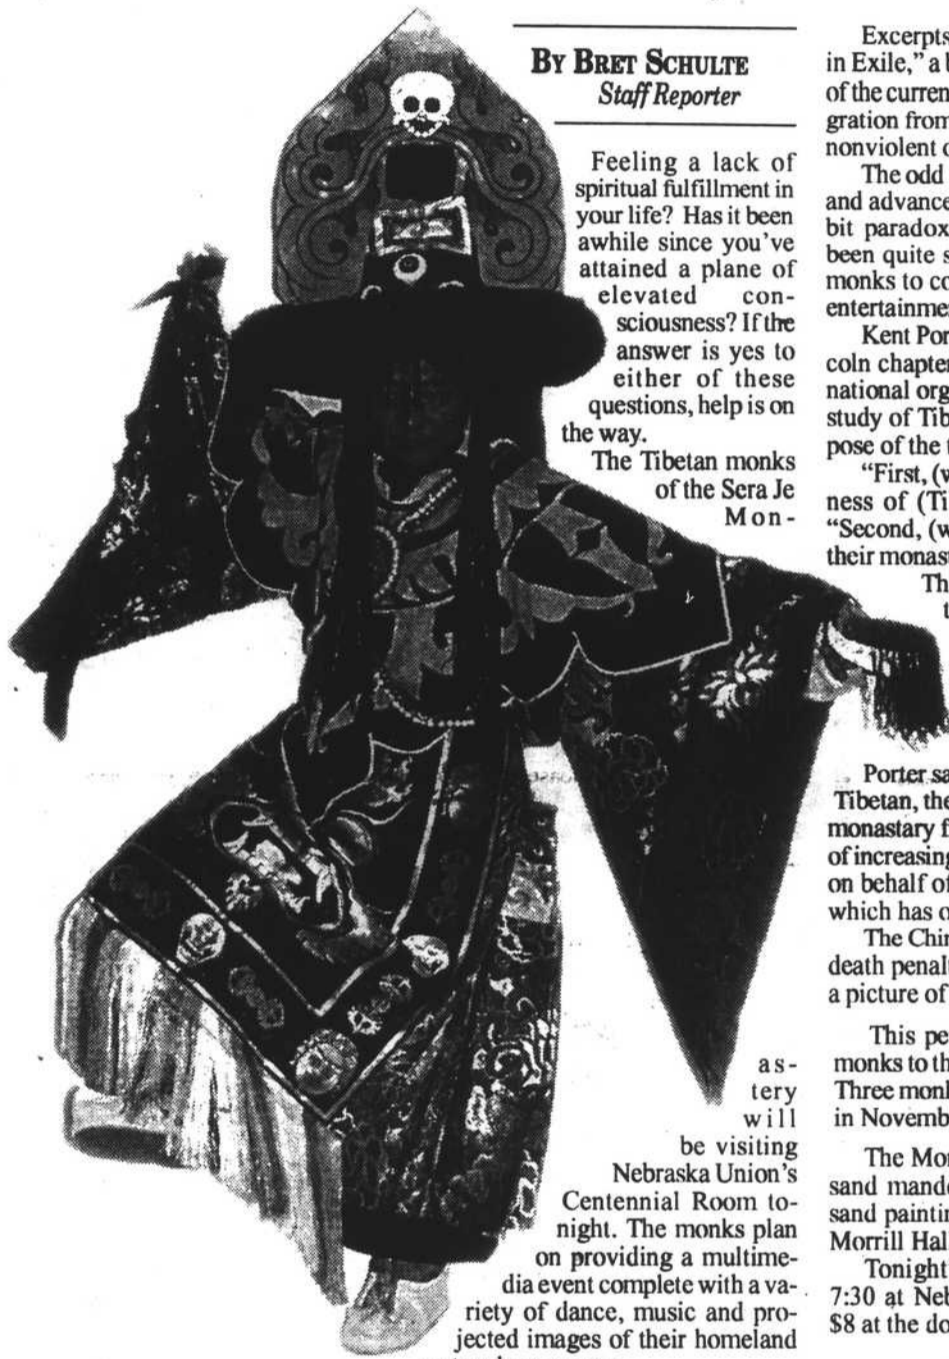 BY BRET SCHULTE
Staff Reporter
Feeling a lack of
spiritual fulfillment in
your life? Has it been
awhile since you've
attained a plane of
elevated con-
sciousness? If the
answer is yes to
either of these
questions, help is on
the way.
The Tibetan monks
of the Sera Je
Mon-
as-
tery
will
be visiting
Nebraska Union's
Centennial Room to-
night. The monks plan
on providing a multime-
dia event complete with a va-
riety of dance, music and pro-
jected images of their homeland
Excerpts
in Exile," a b
of the curren
gration from
nonviolent o
The odd
and advance
bit paradox
been quite s
monks to co
entertainme
Kent Por
coln chapter
national org
study of Tib
pose of the t
"First, (w
ness of (Ti
"Second, (w
their monas
Th
t
Porter sa
Tibetan, the
monastary f
of increasing
on behalf of
which has o
The Chin
death penal
a picture of
This pe
monks to th
Three mon
in Novemb
The Mon
sand mand
sand paintin
Morrill Hal
Tonight
7:30 at Neb
$8 at the do